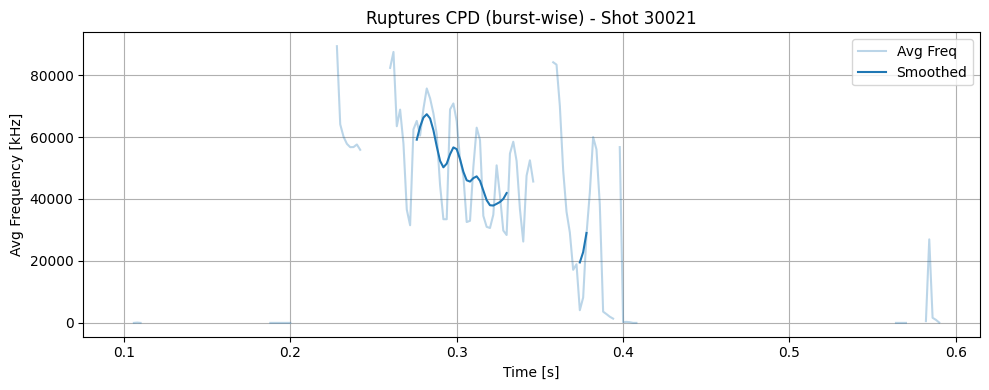 Ruptures CPD (burst-wise) - Shot 30021
Avg Freq
Smoothed
Avg Frequency [kHz]
80000
60000
40000
20000
0
0.1
0.2
0.3
0.4
0.5
0.6
Time [s]